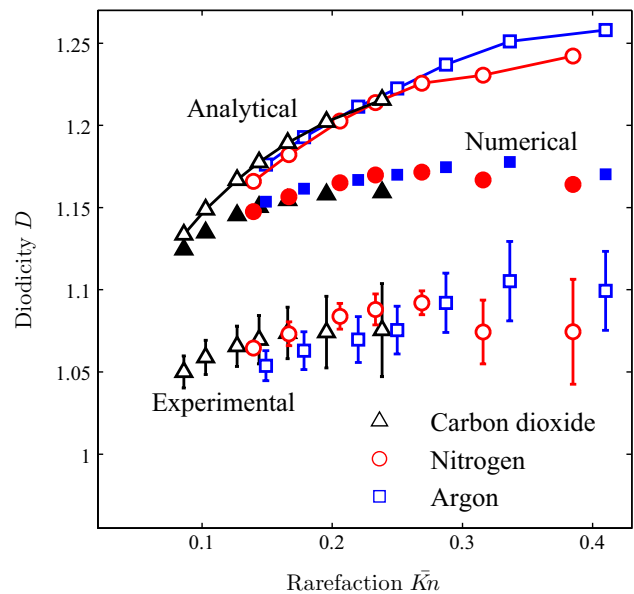 1.25
1.2
1.15
1.1
1.05
1
Diodicity D
Analytical
Numerical
Experimental
Carbon dioxide
Nitrogen
Argon
0.1 0.2 0.3 0.4
Rarefaction K̄n